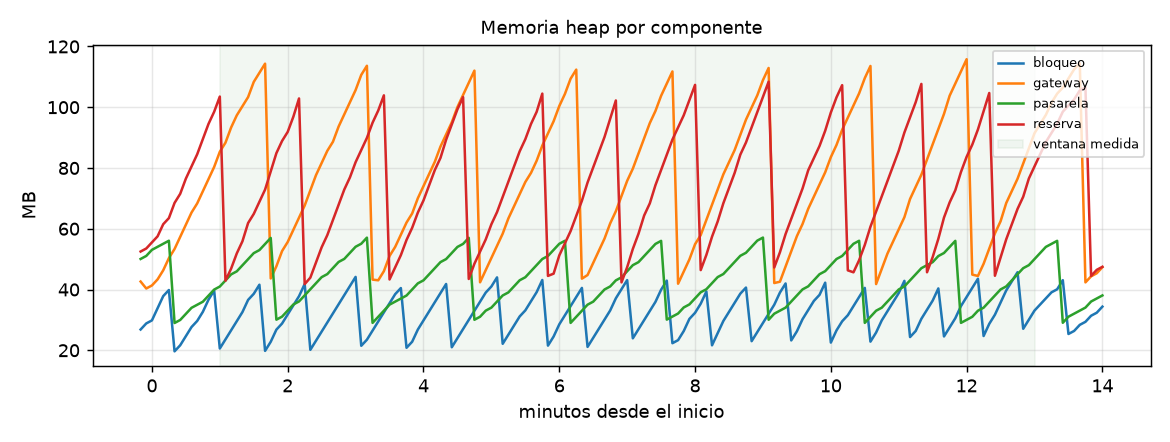 Memoria heap por componente
MB
120
100
80
60
40
20
bloqueo
gateway
pasarela
reserva
ventana medida
0 2 4 6 8 10 12 14
minutos desde el inicio